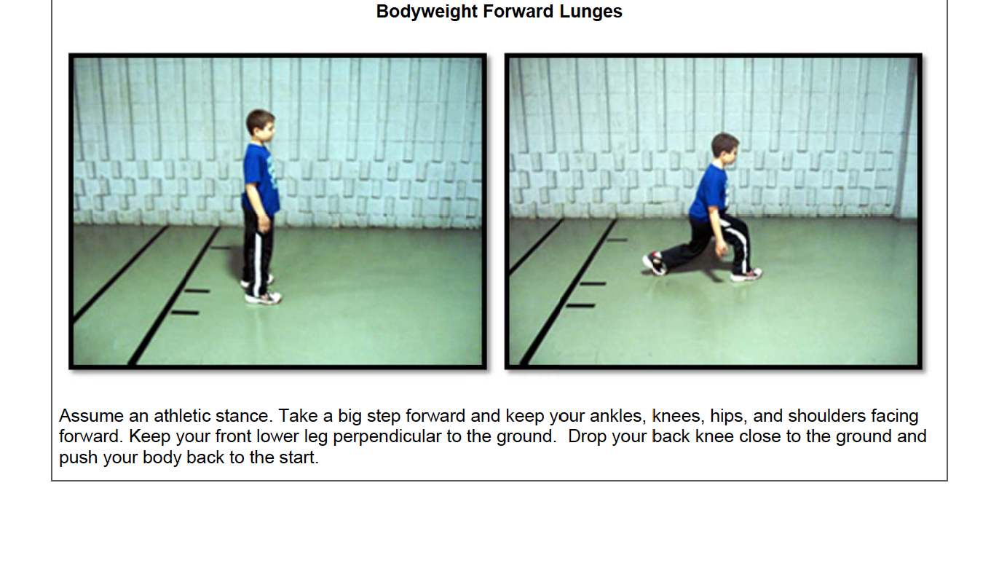 Bodyweight Forward Lunges
Assume an athletic stance. Take a big step forward and keep your ankles, knees, hips, and shoulders facing
forward. Keep your front lower leg perpendicular to the ground.  Drop your back knee close to the ground and
push your body back to the start.